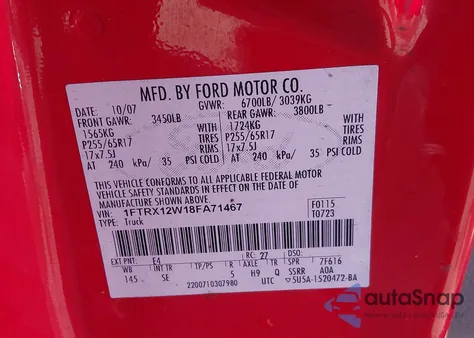 MFD. BY FORD MOTOR CO.
DATE: 10/07 GVWR: 6700LB/ 3039KG
FRONT GAWR: 3450LB REAR GAWR: 3800LB
1565KG 1724KG
P255/65R17 TIRES P255/65R17 TIRES
17x7.5J RIMS 17x7.5J RIMS
AT 240 kPa/ 35 PSI COLD AT 240 kPa/ 35 PSI COLD
THIS VEHICLE CONFORMS TO ALL APPLICABLE FEDERAL MOTOR
VEHICLE SAFETY STANDARDS IN EFFECT ON THE DATE OF
MANUFACTURE SHOWN ABOVE.
VIN: 1FTRX12W18FA71467 F0115
TYPE: Truck T0723
EXT PNT: E4 RC: 27 DSO:
WB INT TR TP/PS R AXLE TR SPR 7F616
145 SE 5 H9 Q SSRR A0A
2200710307980 UTC ▽5U5A-1520472-BA
autoSnap